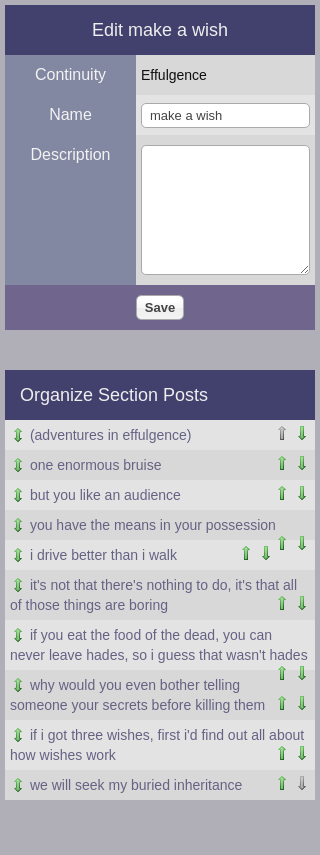 Edit make a wish
Continuity
Effulgence
Name
make a wish
Description
Save
Organize Section Posts
(adventures in effulgence)
one enormous bruise
but you like an audience
you have the means in your possession
i drive better than i walk
it's not that there's nothing to do, it's that all
of those things are boring
if you eat the food of the dead, you can
never leave hades, so i guess that wasn't hades
why would you even bother telling
someone your secrets before killing them
if i got three wishes, first i'd find out all about
how wishes work
we will seek my buried inheritance